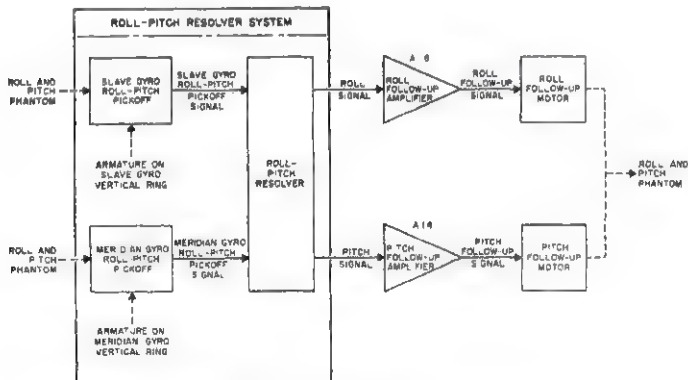 ROLL-PITCH RESOLVER SYSTEM
ROLL AND
PITCH
PHANTOM
SLAVE GYRO
ROLL-PITCH
PICKOFF
SLAVE GYRO
ROLL-PITCH
PICKOFF
SIGNAL
ARMATURE ON
SLAVE GYRO
VERTICAL RING
ROLL-
PITCH
RESOLVER
ROLL
SIGNAL
ROLL
FOLLOW-UP
AMPLIFIER
ROLL
FOLLOW-UP
SIGNAL
ROLL
FOLLOW-UP
MOTOR
ROLL AND
PITCH
PHANTOM
ROLL AND
PITCH
PHANTOM
MERIDIAN GYRO
ROLL-PITCH
PICKOFF
MERIDIAN GYRO
ROLL-PITCH
PICKOFF
SIGNAL
ARMATURE ON
MERIDIAN GYRO
VERTICAL RING
PITCH
SIGNAL
A14
PITCH
FOLLOW-UP
AMPLIFIER
PITCH
FOLLOW-UP
SIGNAL
PITCH
FOLLOW-UP
MOTOR